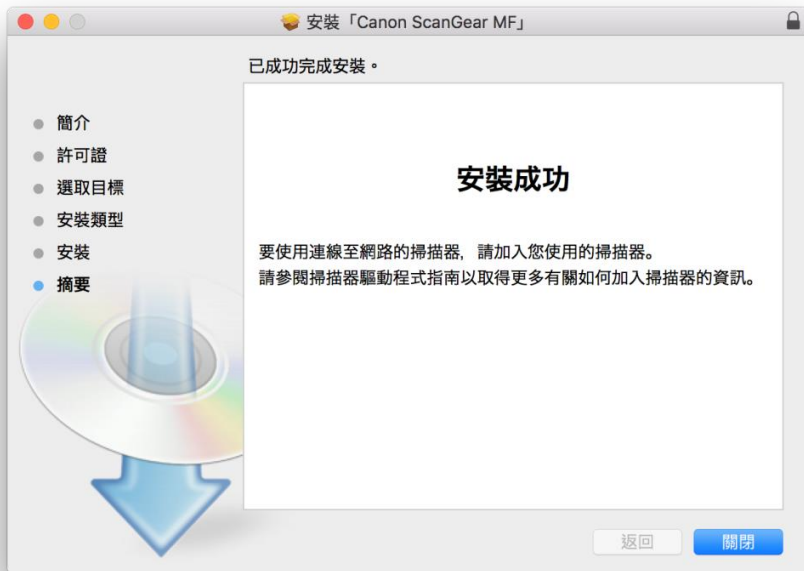 安裝「Canon ScanGear MF」
已成功完成安裝。
簡介
許可證
選取目標
安裝類型
安裝
摘要
安裝成功
要使用連線至網路的掃描器，請加入您使用的掃描器。
請參閱掃描器驅動程式指南以取得更多有關如何加入掃描器的資訊。
返回
關閉